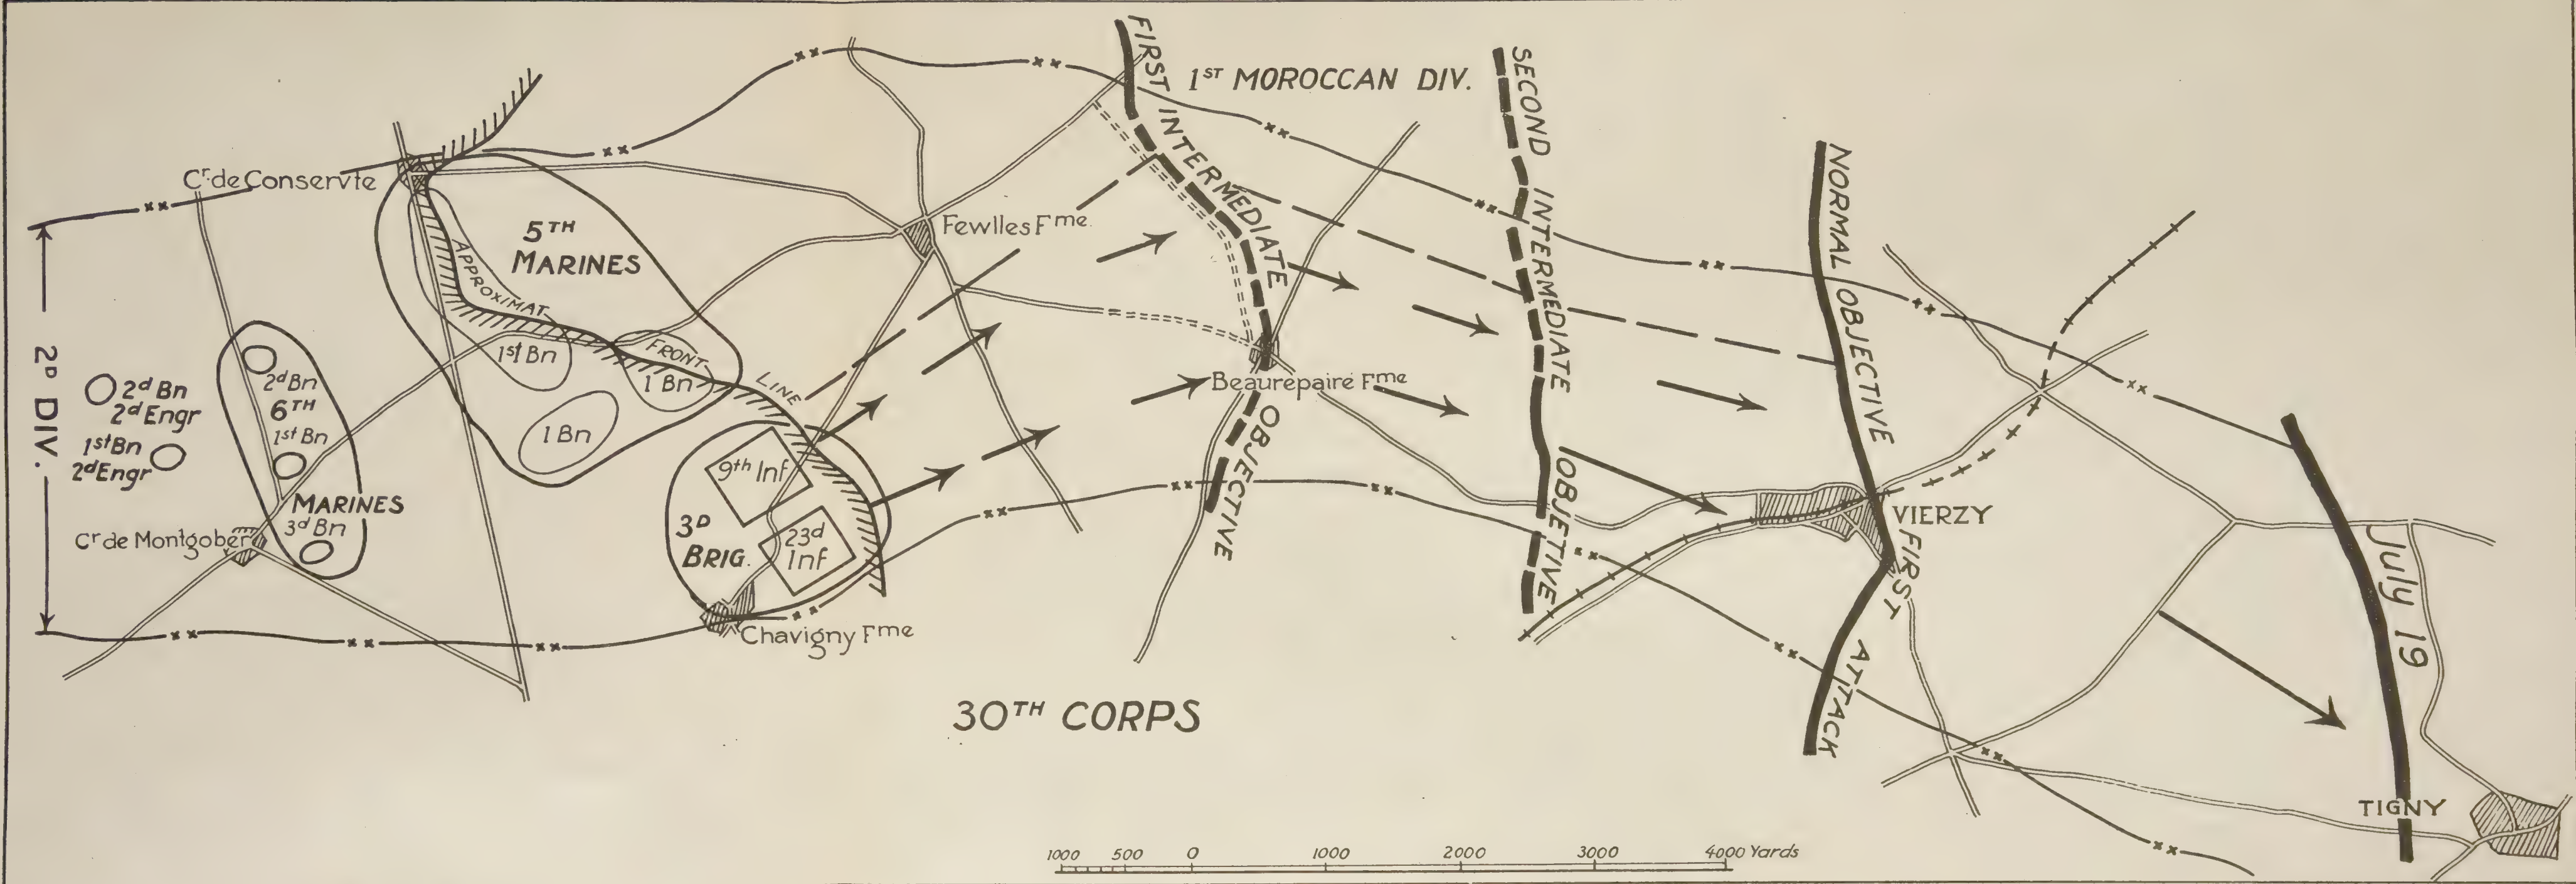 FIRST INTERMEDIATE OBJECTIVE
1ST MOROCCAN DIV.
SECOND INTERMEDIATE OBJECTIVE
NORMAL OBJECTIVE
FIRST ATTACK
July 19
Cr. de Conservte
5TH
MARINES
APPROXIMAT. FRONT LINE
Fewlles Fme.
2D DIV.
2d Bn
2d Engr
1st Bn
2d Engr
2d Bn
6TH
1st Bn
MARINES
3d Bn
Cr de Montgober
1st Bn
1 Bn
1 Bn
9th Inf
3D
BRIG.
23d
Inf
Chavigny Fme
Beaurepaire Fme
VIERZY
TIGNY
30TH CORPS
1000 500 0 1000 2000 3000 4000 Yards